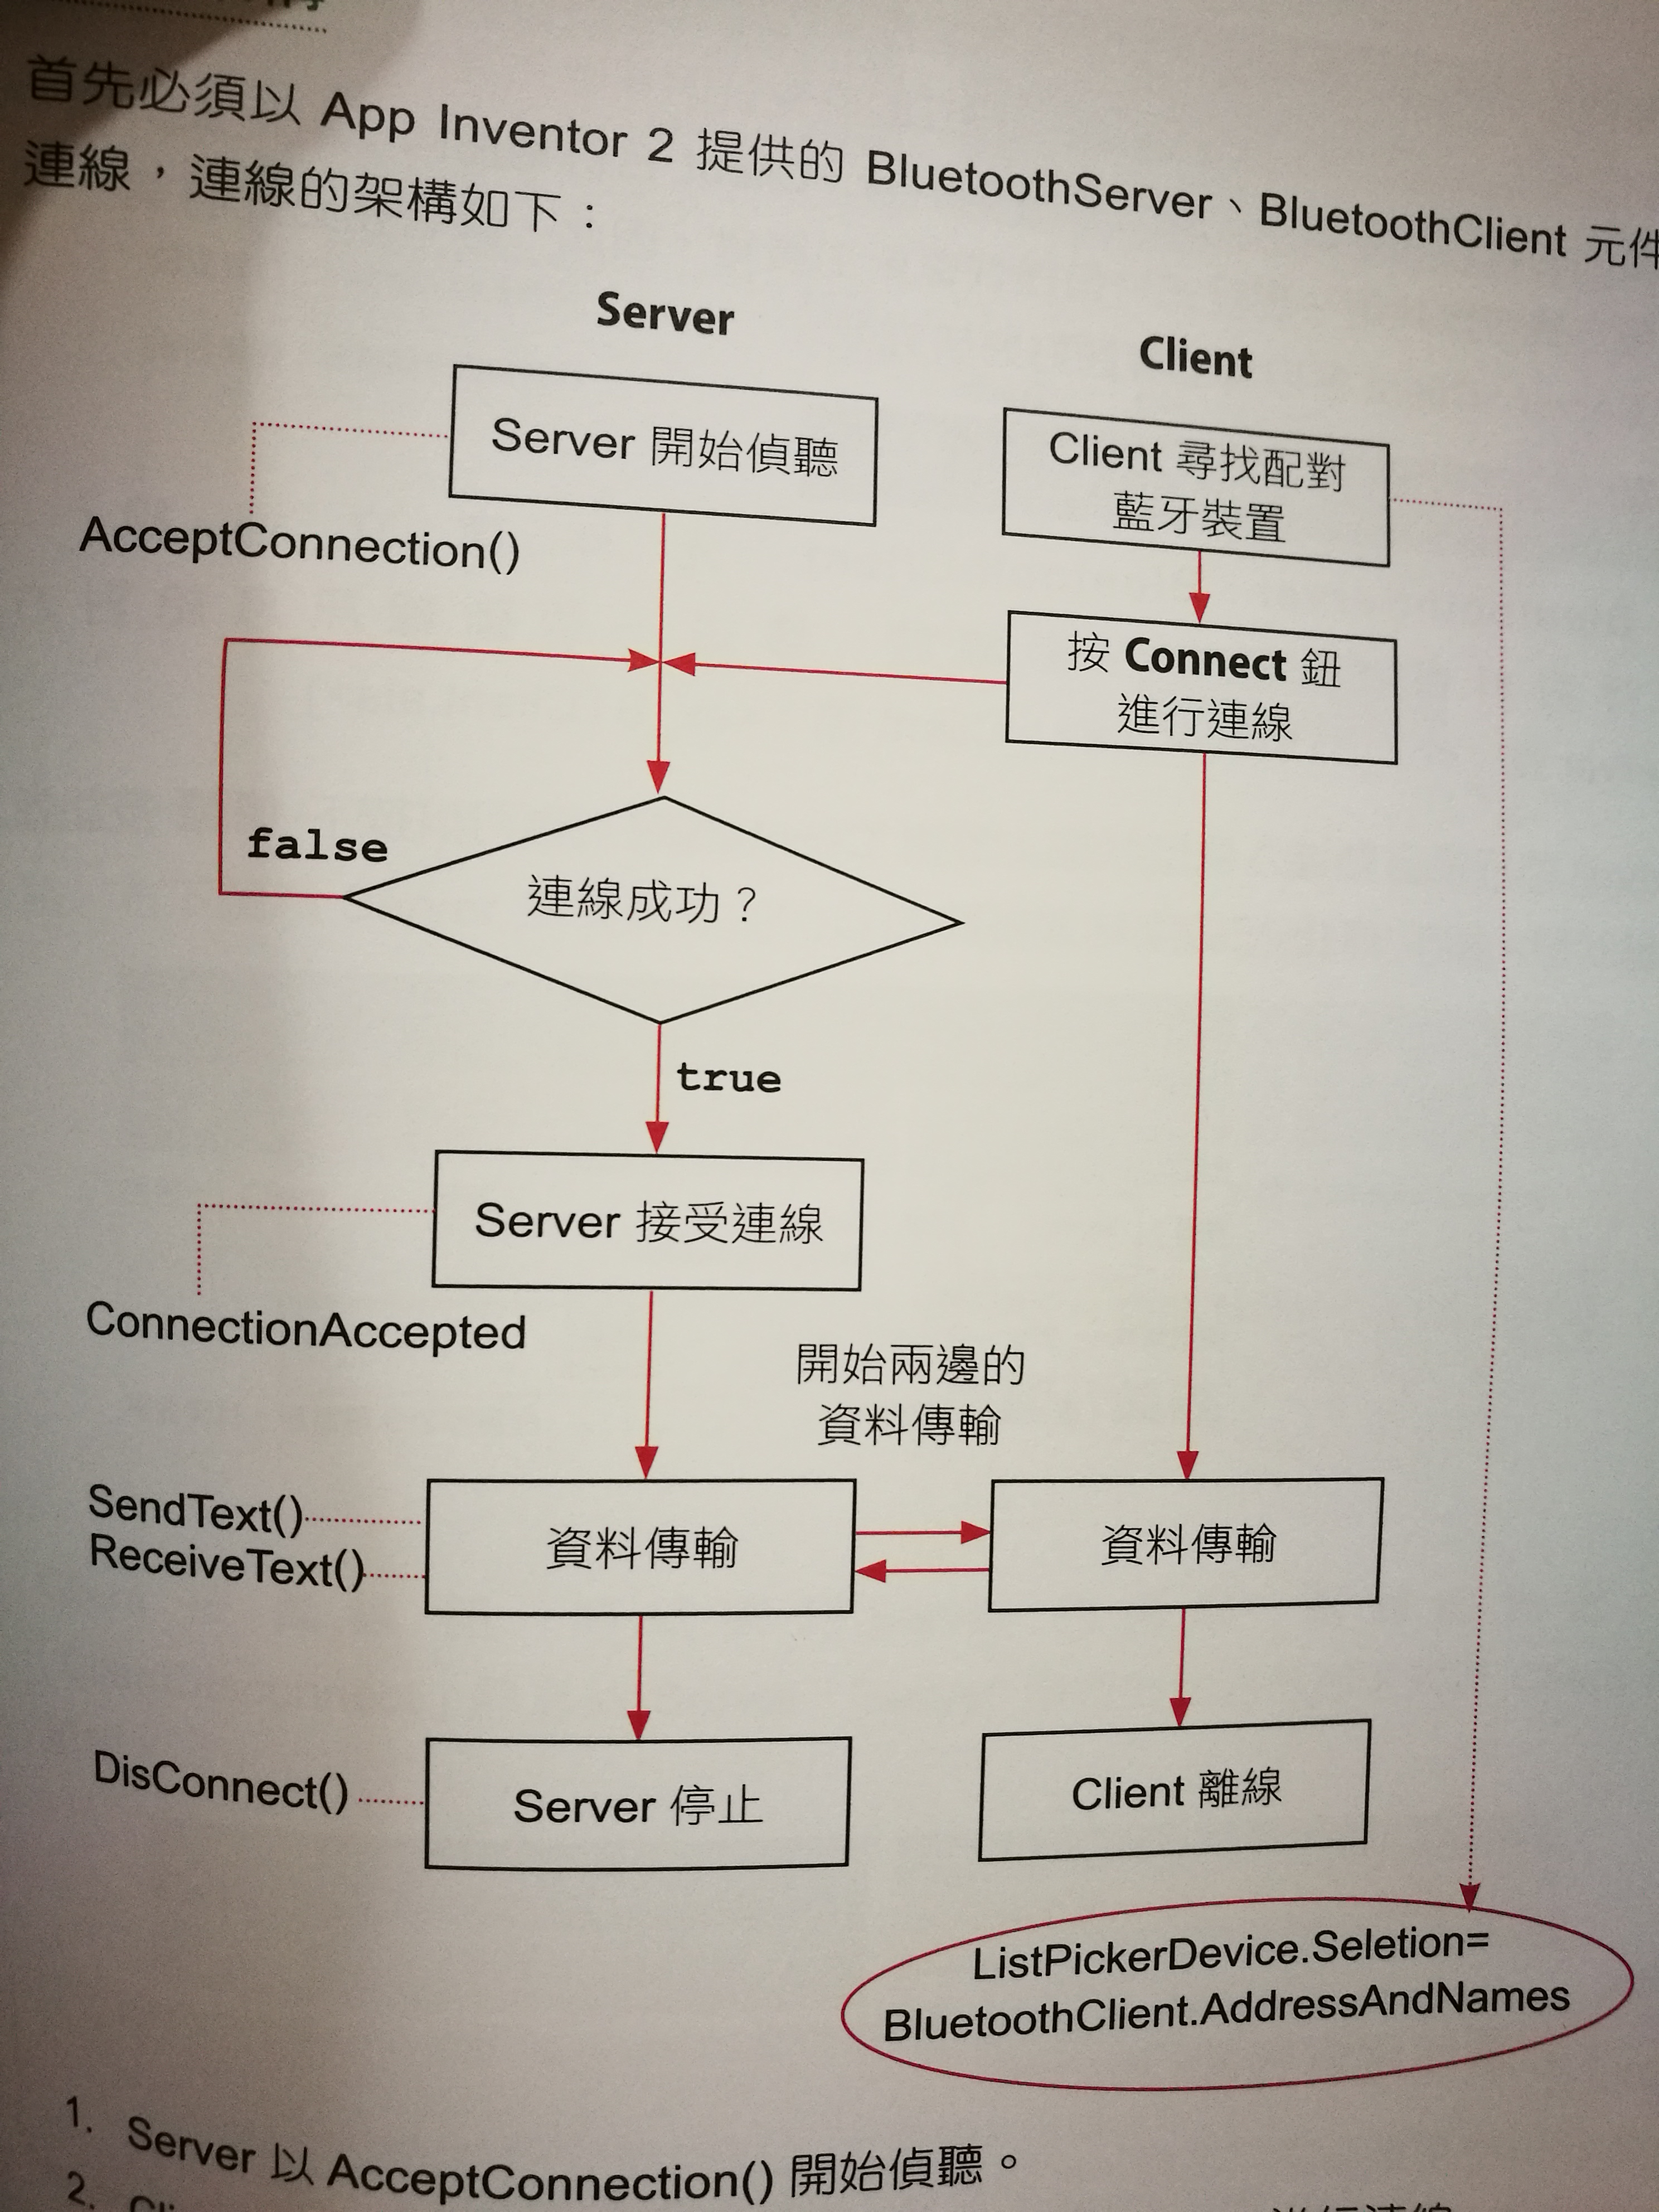 首先必須以 App Inventor 2 提供的 BluetoothServer、BluetoothClient 元件
連線，連線的架構如下：
Server
Client
Server 開始偵聽
Client 尋找配對
藍牙裝置
AcceptConnection()
按 Connect 鈕
進行連線
false
連線成功？
true
Server 接受連線
ConnectionAccepted
開始兩邊的
資料傳輸
SendText()
ReceiveText()
資料傳輸
資料傳輸
DisConnect()
Server 停止
Client 離線
ListPickerDevice.Seletion=
BluetoothClient.AddressAndNames
1. Server 以 AcceptConnection() 開始偵聽。
2.